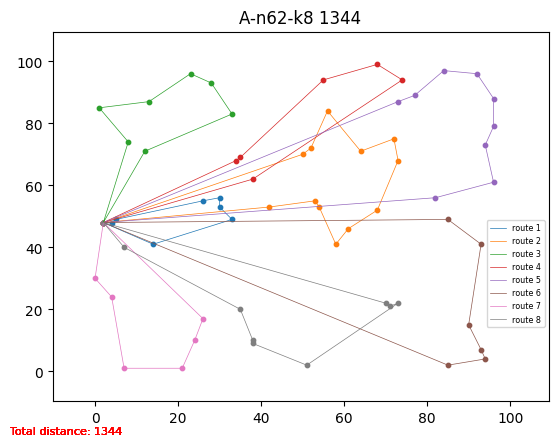 A-n62-k8 1344
100
80
60
40
20
0
0 20 40 60 80 100
route 1
route 2
route 3
route 4
route 5
route 6
route 7
route 8
Total distance: 1344